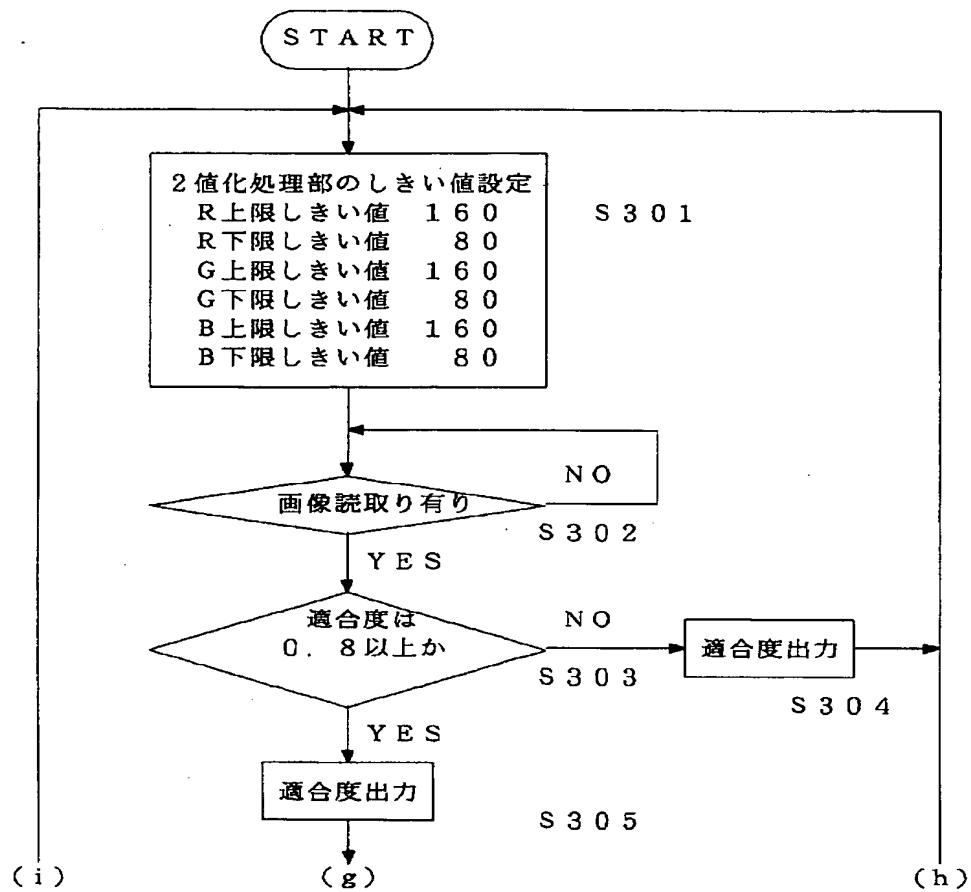 ＳＴＡＲＴ
２値化処理部のしきい値設定
Ｒ上限しきい値　１６０
Ｓ３０１
Ｒ下限しきい値　８０
Ｇ上限しきい値　１６０
Ｇ下限しきい値　８０
Ｂ上限しきい値　１６０
Ｂ下限しきい値　８０
ＮＯ
画像読取り有り
Ｓ３０２
ＹＥＳ
適合度は
０．８以上か
ＮＯ
適合度出力
Ｓ３０３
Ｓ３０４
ＹＥＳ
適合度出力
Ｓ３０５
(ｉ)
(ｇ)
(ｈ)